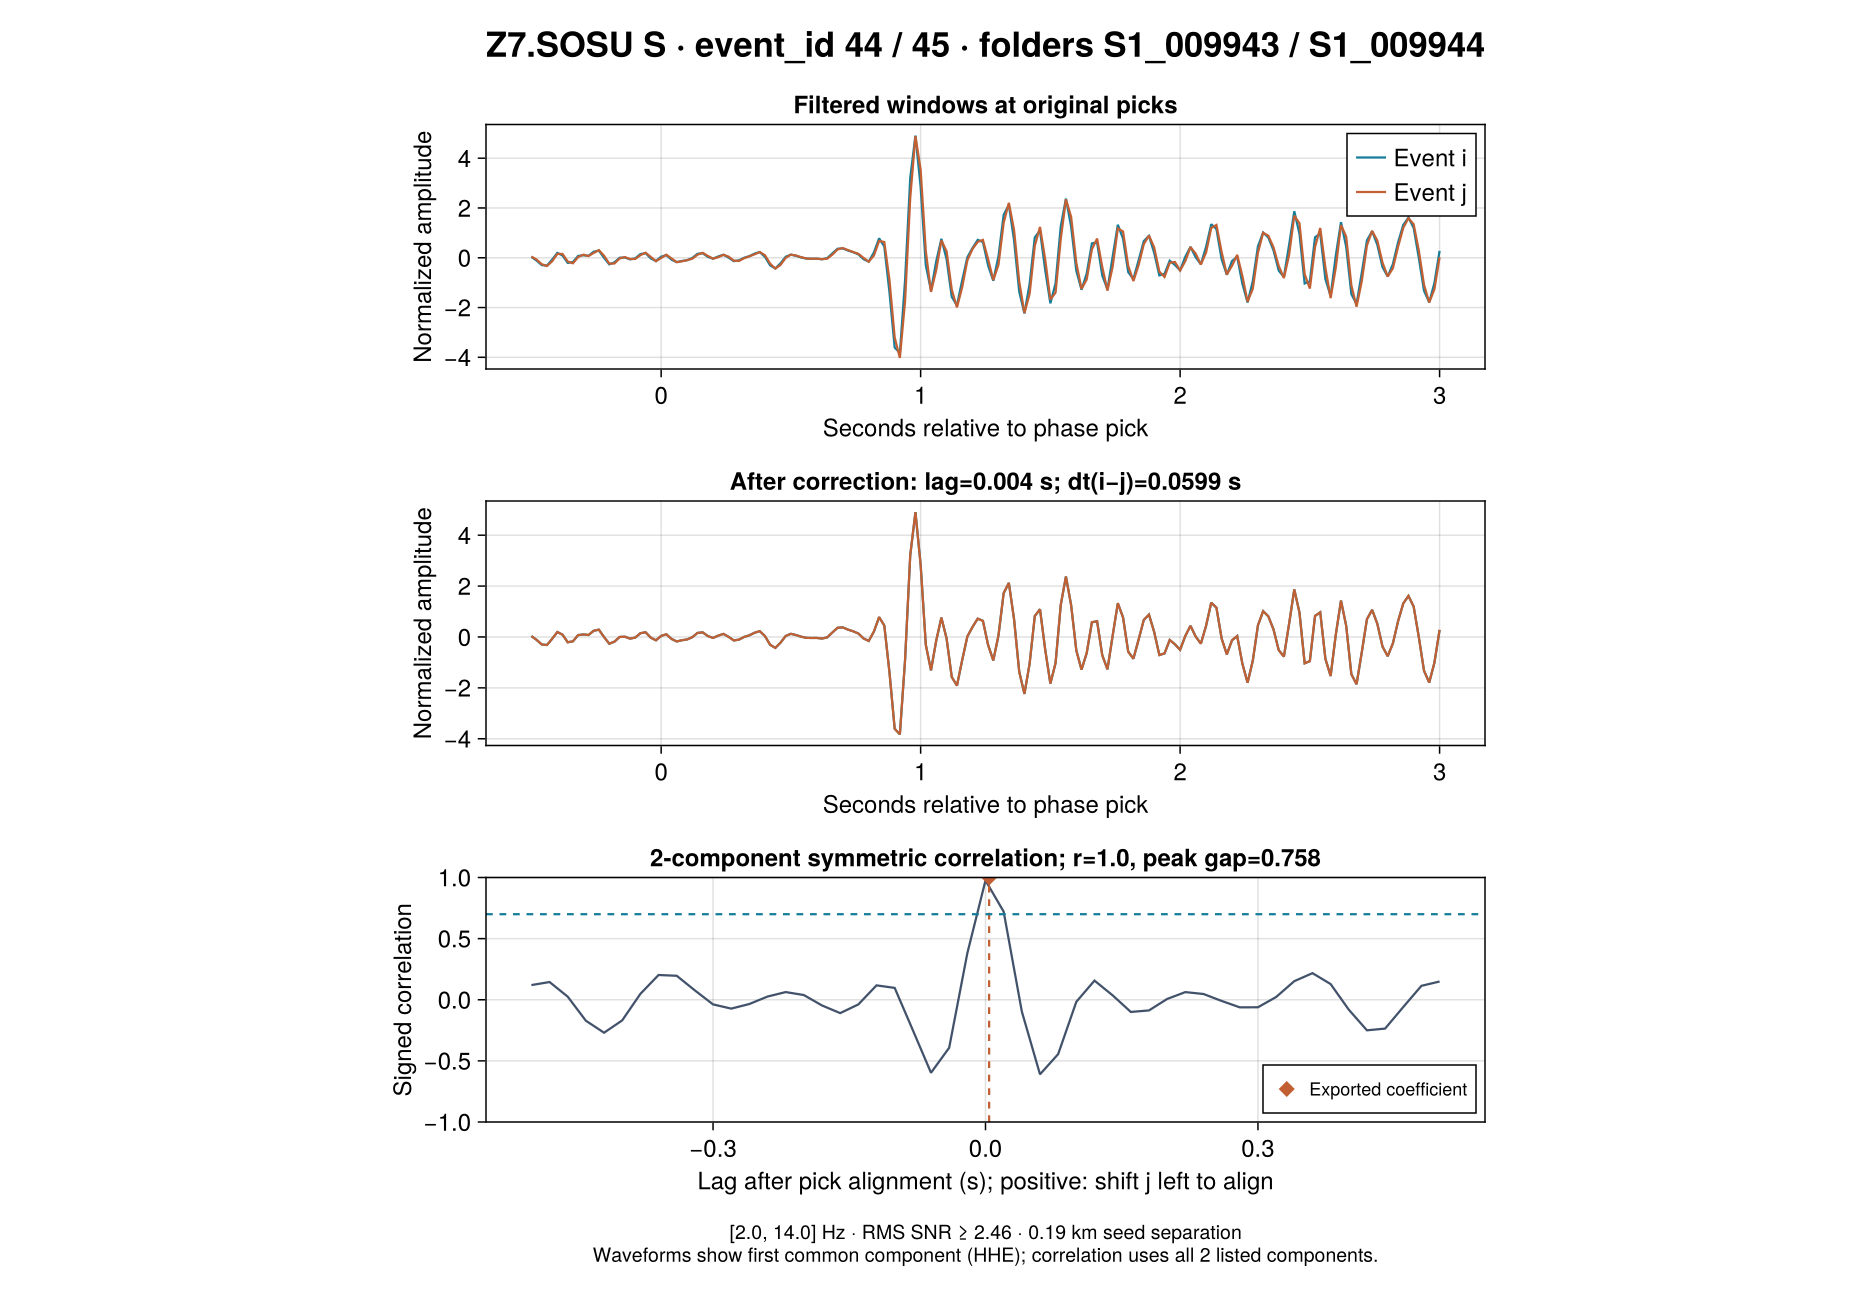 Z7.SOSU S · event_id 44 / 45 · folders S1_009943 / S1_009944
Filtered windows at original picks
Normalized amplitude
4
2
0
−2
−4
Event i
Event j
0
1
2
3
Seconds relative to phase pick
After correction: lag=0.004 s; dt(i−j)=0.0599 s
Normalized amplitude
4
2
0
−2
−4
0
1
2
3
Seconds relative to phase pick
2-component symmetric correlation; r=1.0, peak gap=0.758
Signed correlation
1.0
0.5
0.0
−0.5
−1.0
Exported coefficient
−0.3
0.0
0.3
Lag after pick alignment (s); positive: shift j left to align
[2.0, 14.0] Hz · RMS SNR ≥ 2.46 · 0.19 km seed separation
Waveforms show first common component (HHE); correlation uses all 2 listed components.